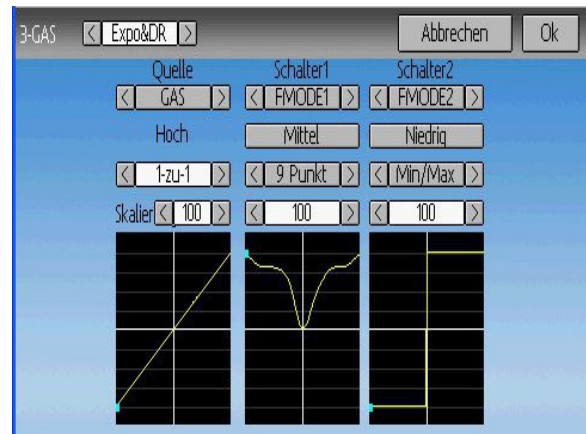 3-GAS < Expo&DR > Abbrechen Ok
Quelle Schalter1 Schalter2
< GAS > < FMODE1 > < FMODE2 >
Hoch Mittel Niedrig
< 1-zu-1 > < 9 Punkt > < Min/Max >
Skalier < 100 > < 100 > < 100 >